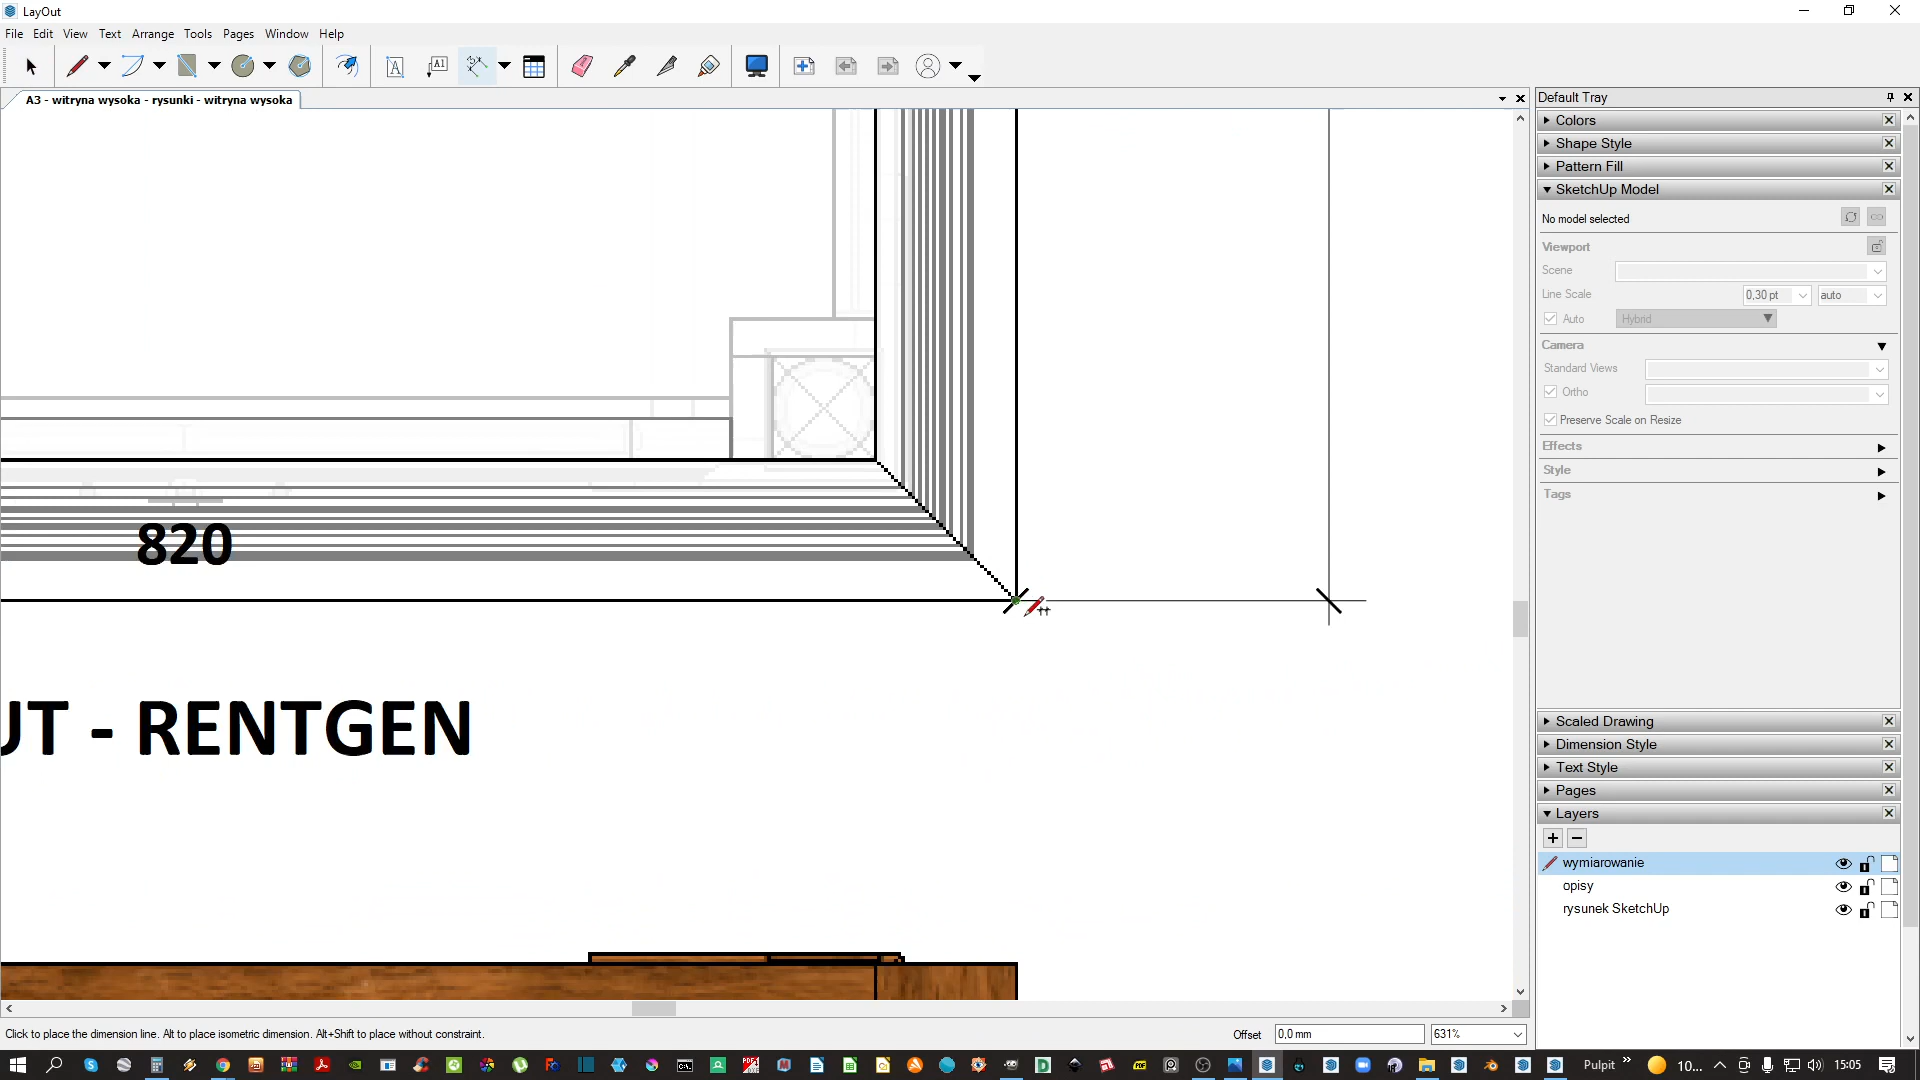 LayOut
File Edit View Text Arrange Tools Pages Window Help
A3 - witryna wysoka - rysunki - witryna wysoka
Default Tray
Colors
Shape Style
Pattern Fill
SketchUp Model
No model selected
Viewport
Scene
Line Scale 0,30 pt auto
Auto Hybrid
Camera
Standard Views
Ortho
Preserve Scale on Resize
Effects
Style
Tags
820
UT - RENTGEN
Scaled Drawing
Dimension Style
Text Style
Pages
Layers
wymiarowanie
opisy
rysunek SketchUp
Click to place the dimension line. Alt to place isometric dimension. Alt+Shift to place without constraint.
Offset 0,0 mm 631%
Pulpit 10... 15:05